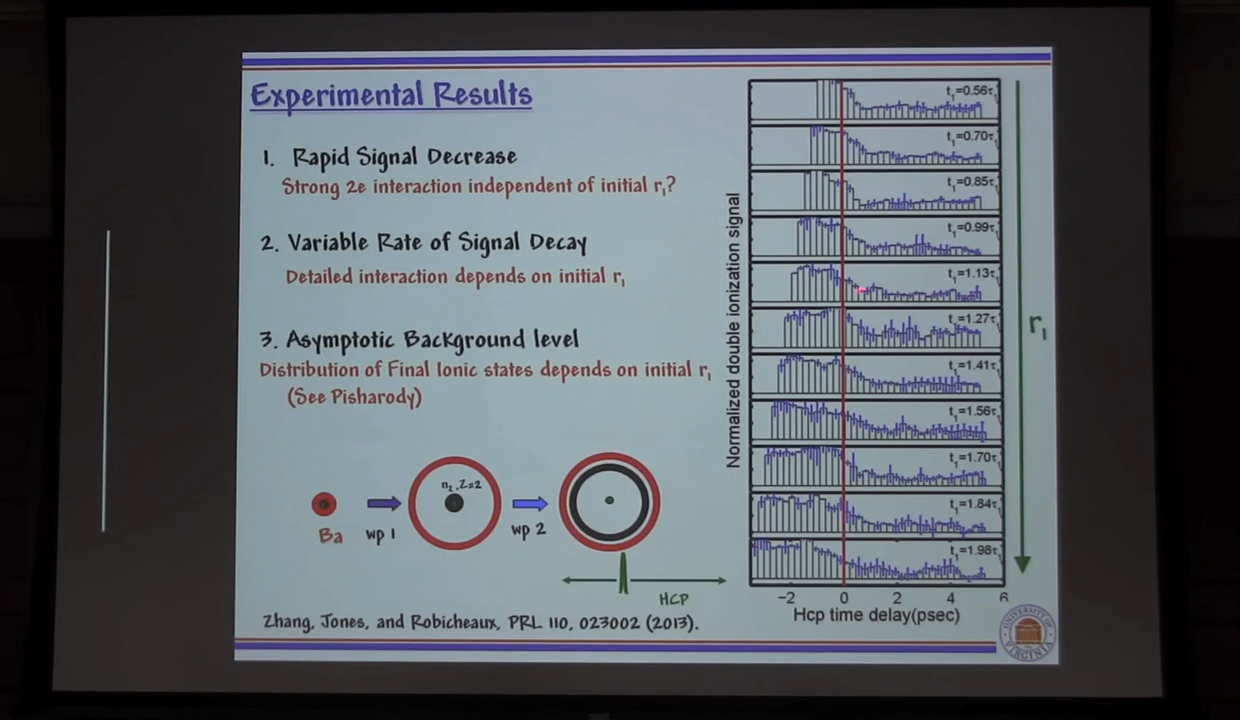 Experimental Results
1. Rapid Signal Decrease
Strong 2e interaction independent of initial r₁?
2. Variable Rate of Signal Decay
Detailed interaction depends on initial r₁
3. Asymptotic Background level
Distribution of Final Ionic states depends on initial r₁
(See Pisharody)
Ba
wp 1
n₂, Z=2
wp 2
HCP
Zhang, Jones, and Robicheaux, PRL 110, 023002 (2013).
Normalized double ionization signal
t₁=0.56τ₁
t₁=0.70τ₁
t₁=0.85τ₁
t₁=0.99τ₁
t₁=1.13τ₁
t₁=1.27τ₁
t₁=1.41τ₁
t₁=1.56τ₁
t₁=1.70τ₁
t₁=1.84τ₁
t₁=1.98τ₁
−2 0 2 4 6
Hcp time delay(psec)
r₁
UNIVERSITY OF
VIRGINIA